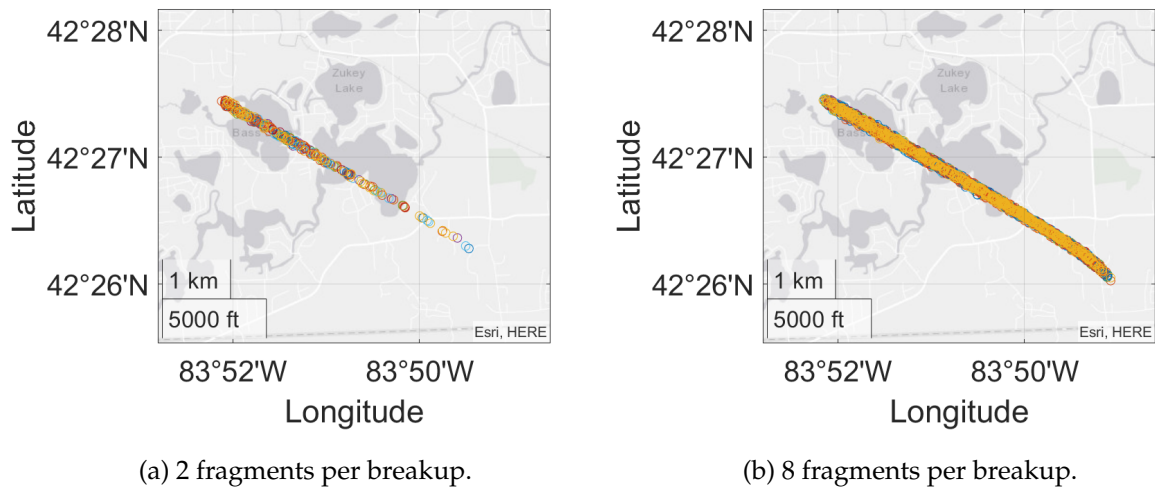 42°28'N
42°27'N
42°26'N
Latitude
Zukey
Lake
Bass
1 km
5000 ft
Esri, HERE
83°52'W 83°50'W
Longitude
(a) 2 fragments per breakup.
42°28'N
42°27'N
42°26'N
Latitude
Zukey
Lake
Bass
1 km
5000 ft
Esri, HERE
83°52'W 83°50'W
Longitude
(b) 8 fragments per breakup.